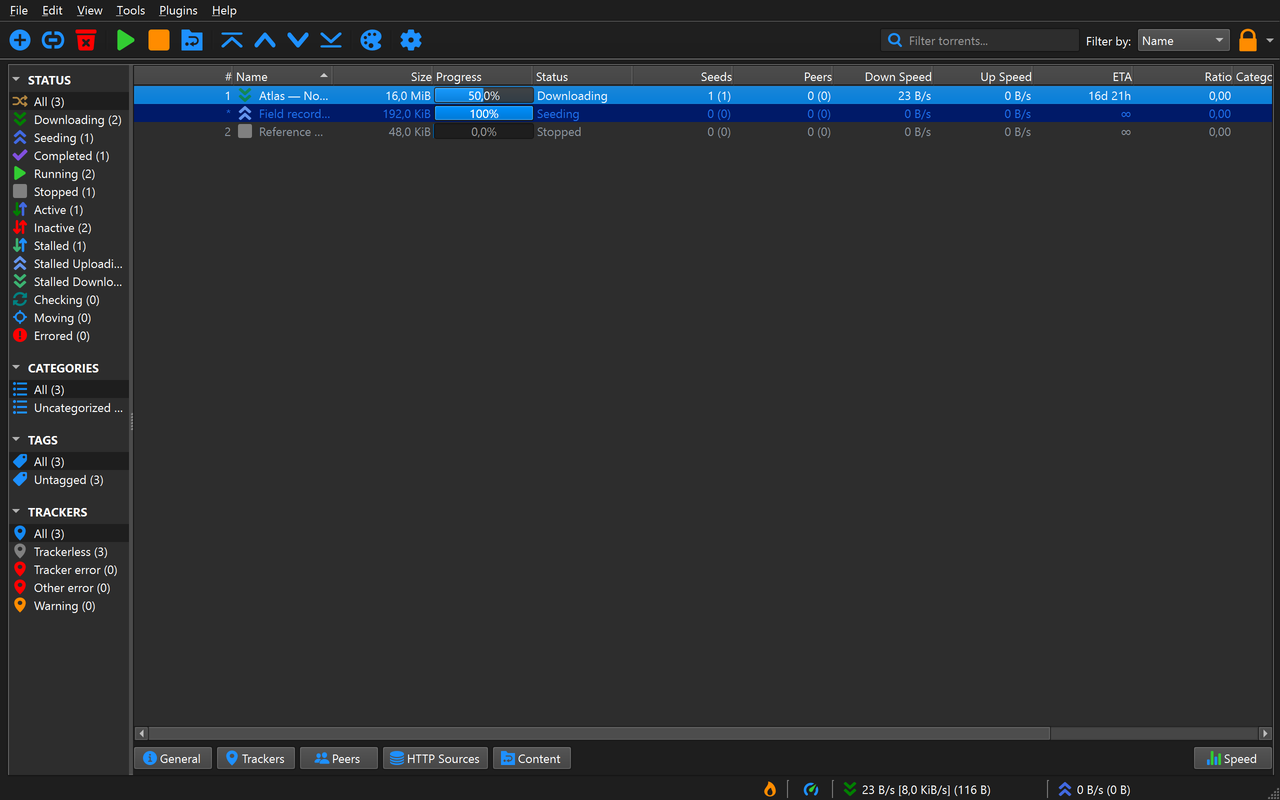 File Edit View Tools Plugins Help
Filter torrents... Filter by: Name
STATUS
All (3)
Downloading (2)
Seeding (1)
Completed (1)
Running (2)
Stopped (1)
Active (1)
Inactive (2)
Stalled (1)
Stalled Uploadi...
Stalled Downlo...
Checking (0)
Moving (0)
Errored (0)
CATEGORIES
All (3)
Uncategorized ...
TAGS
All (3)
Untagged (3)
TRACKERS
All (3)
Trackerless (3)
Tracker error (0)
Other error (0)
Warning (0)
# Name Size Progress Status Seeds Peers Down Speed Up Speed ETA Ratio Categc
1 Atlas — No... 16,0 MiB 50,0% Downloading 1 (1) 0 (0) 23 B/s 0 B/s 16d 21h 0,00
* Field record... 192,0 KiB 100% Seeding 0 (0) 0 (0) 0 B/s 0 B/s ∞ 0,00
2 Reference ... 48,0 KiB 0,0% Stopped 0 (0) 0 (0) 0 B/s 0 B/s ∞ 0,00
General Trackers Peers HTTP Sources Content Speed
23 B/s [8,0 KiB/s] (116 B) 0 B/s (0 B)